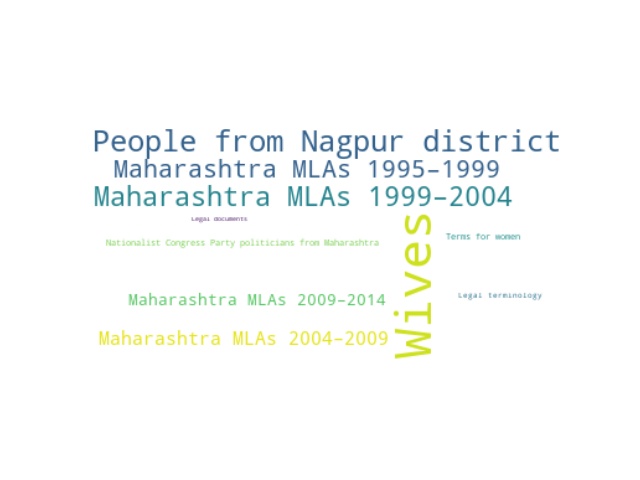 People from Nagpur district
Maharashtra MLAs 1995–1999
Maharashtra MLAs 1999–2004
Legal documents
Wives
Terms for women
Nationalist Congress Party politicians from Maharashtra
Legal terminology
Maharashtra MLAs 2009–2014
Maharashtra MLAs 2004–2009